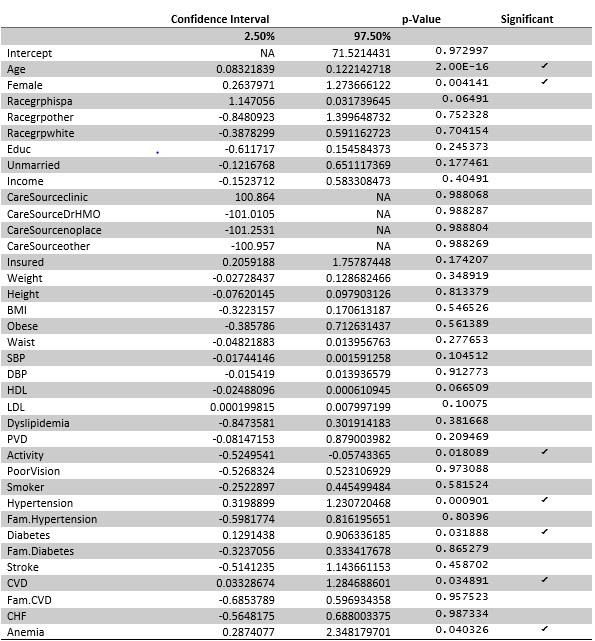 Confidence Interval p-Value Significant
2.50% 97.50%
Intercept NA 71.5214431 0.972997
Age 0.08321839 0.122142718 2.00E-16 ✓
Female 0.2637971 1.273666122 0.004141 ✓
Racegrphispa 1.147056 0.031739645 0.06491
Racegrpother -0.8480923 1.399648732 0.752328
Racegrpwhite -0.3878299 0.591162723 0.704154
Educ -0.611717 0.154584373 0.245373
Unmarried -0.1216768 0.651117369 0.177461
Income -0.1523712 0.583308473 0.40491
CareSourceclinic 100.864 NA 0.988068
CareSourceDrHMO -101.0105 NA 0.988287
CareSourcenoplace -101.2531 NA 0.988804
CareSourceother -100.957 NA 0.988269
Insured 0.2059188 1.75787448 0.174207
Weight -0.02728437 0.128682466 0.348919
Height -0.07620145 0.097903126 0.813379
BMI -0.3223157 0.170613187 0.546526
Obese -0.385786 0.712631437 0.561389
Waist -0.04821883 0.013956763 0.277653
SBP -0.01744146 0.001591258 0.104512
DBP -0.015419 0.013936579 0.912773
HDL -0.02488096 0.000610945 0.066509
LDL 0.000199815 0.007997199 0.10075
Dyslipidemia -0.8473581 0.301914183 0.381668
PVD -0.08147153 0.879003982 0.209469
Activity -0.5249541 -0.05743365 0.018089 ✓
PoorVision -0.5268324 0.523106929 0.973088
Smoker -0.2522897 0.445499484 0.581524
Hypertension 0.3198899 1.230720468 0.000901 ✓
Fam.Hypertension -0.5981774 0.816195651 0.80396
Diabetes 0.1291438 0.906336185 0.031888 ✓
Fam.Diabetes -0.3237056 0.333417678 0.865279
Stroke -0.5141235 1.143661153 0.458702
CVD 0.03328674 1.284688601 0.034891 ✓
Fam.CVD -0.6853789 0.596934358 0.957523
CHF -0.5648175 0.688003375 0.987334
Anemia 0.2874077 2.348179701 0.040326 ✓